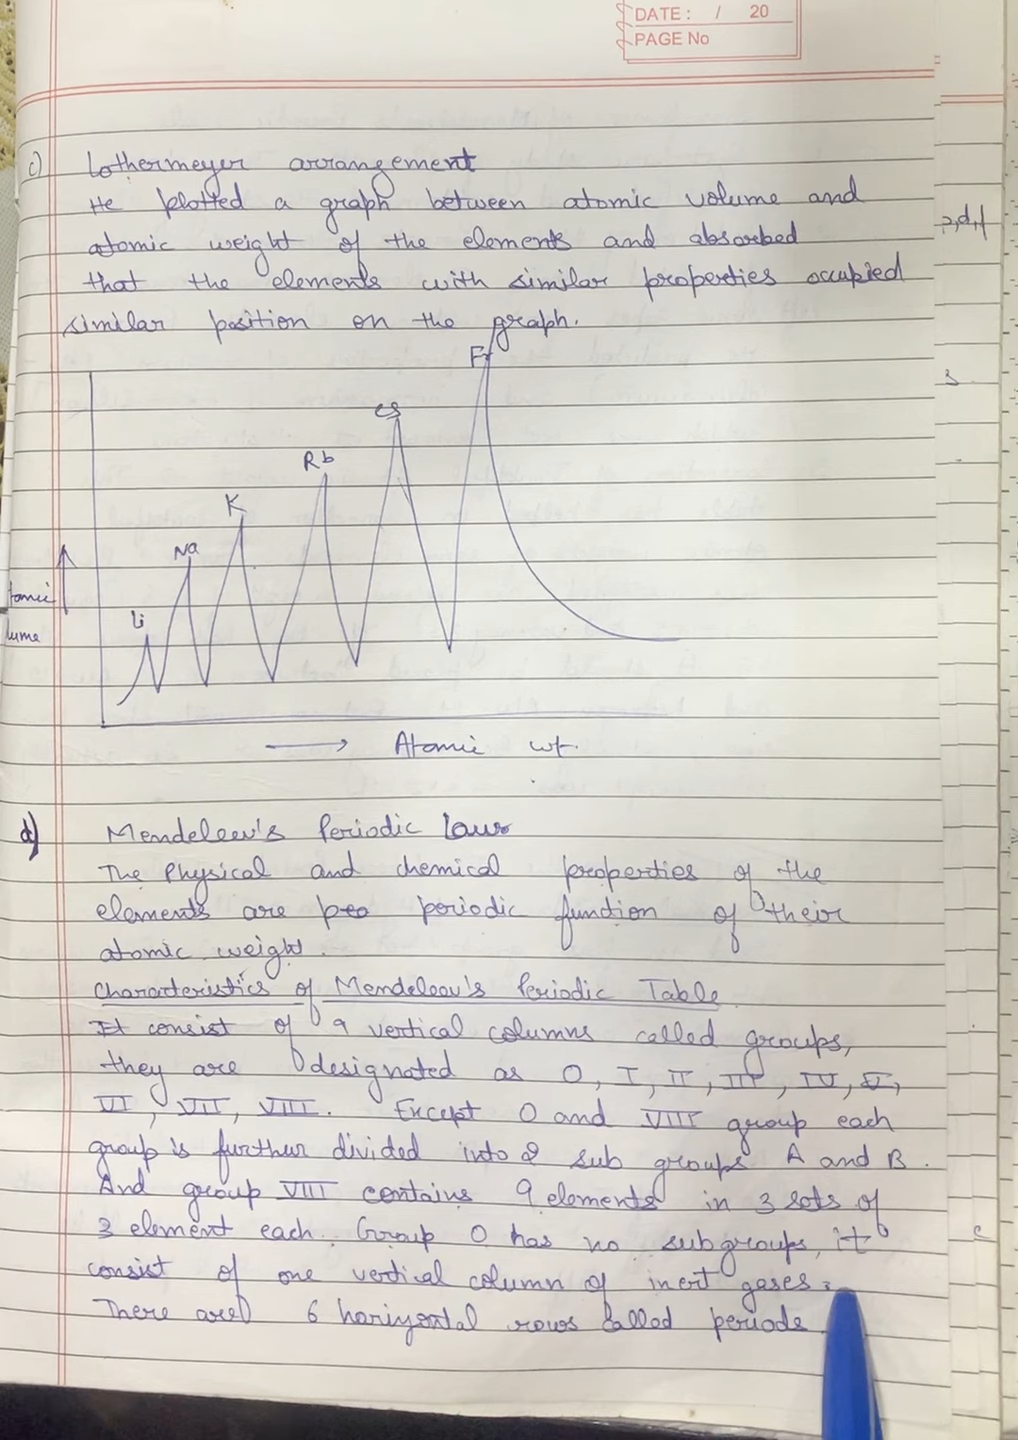 DATE: / 20
PAGE No
c) Lothermeyer arrangement
He plotted a graph between atomic volume and
atomic weight of the elements and absorbed
that the elements with similar properties occupied
similar position on the graph.
p,d,f
s
Fr
Cs
Rb
K
Na
Li
tomic
lume
→ Atomic wt.
d) Mendeleev's Periodic Law
The Physical and chemical properties of the
elements are peo periodic function of their
atomic weight.
Characteristics of Mendeleev's Periodic Table
It consist of 9 vertical columns called groups,
they are designated as 0, I, II, III, IV, V,
VI, VII, VIII. Except 0 and VIII group each
group is further divided into 2 sub groups A and B.
And group VIII contains 9 elements in 3 sets of
3 element each. Group 0 has no subgroups, it
consist of one vertical column of inert gases.
There are 6 horizontal rows called periods